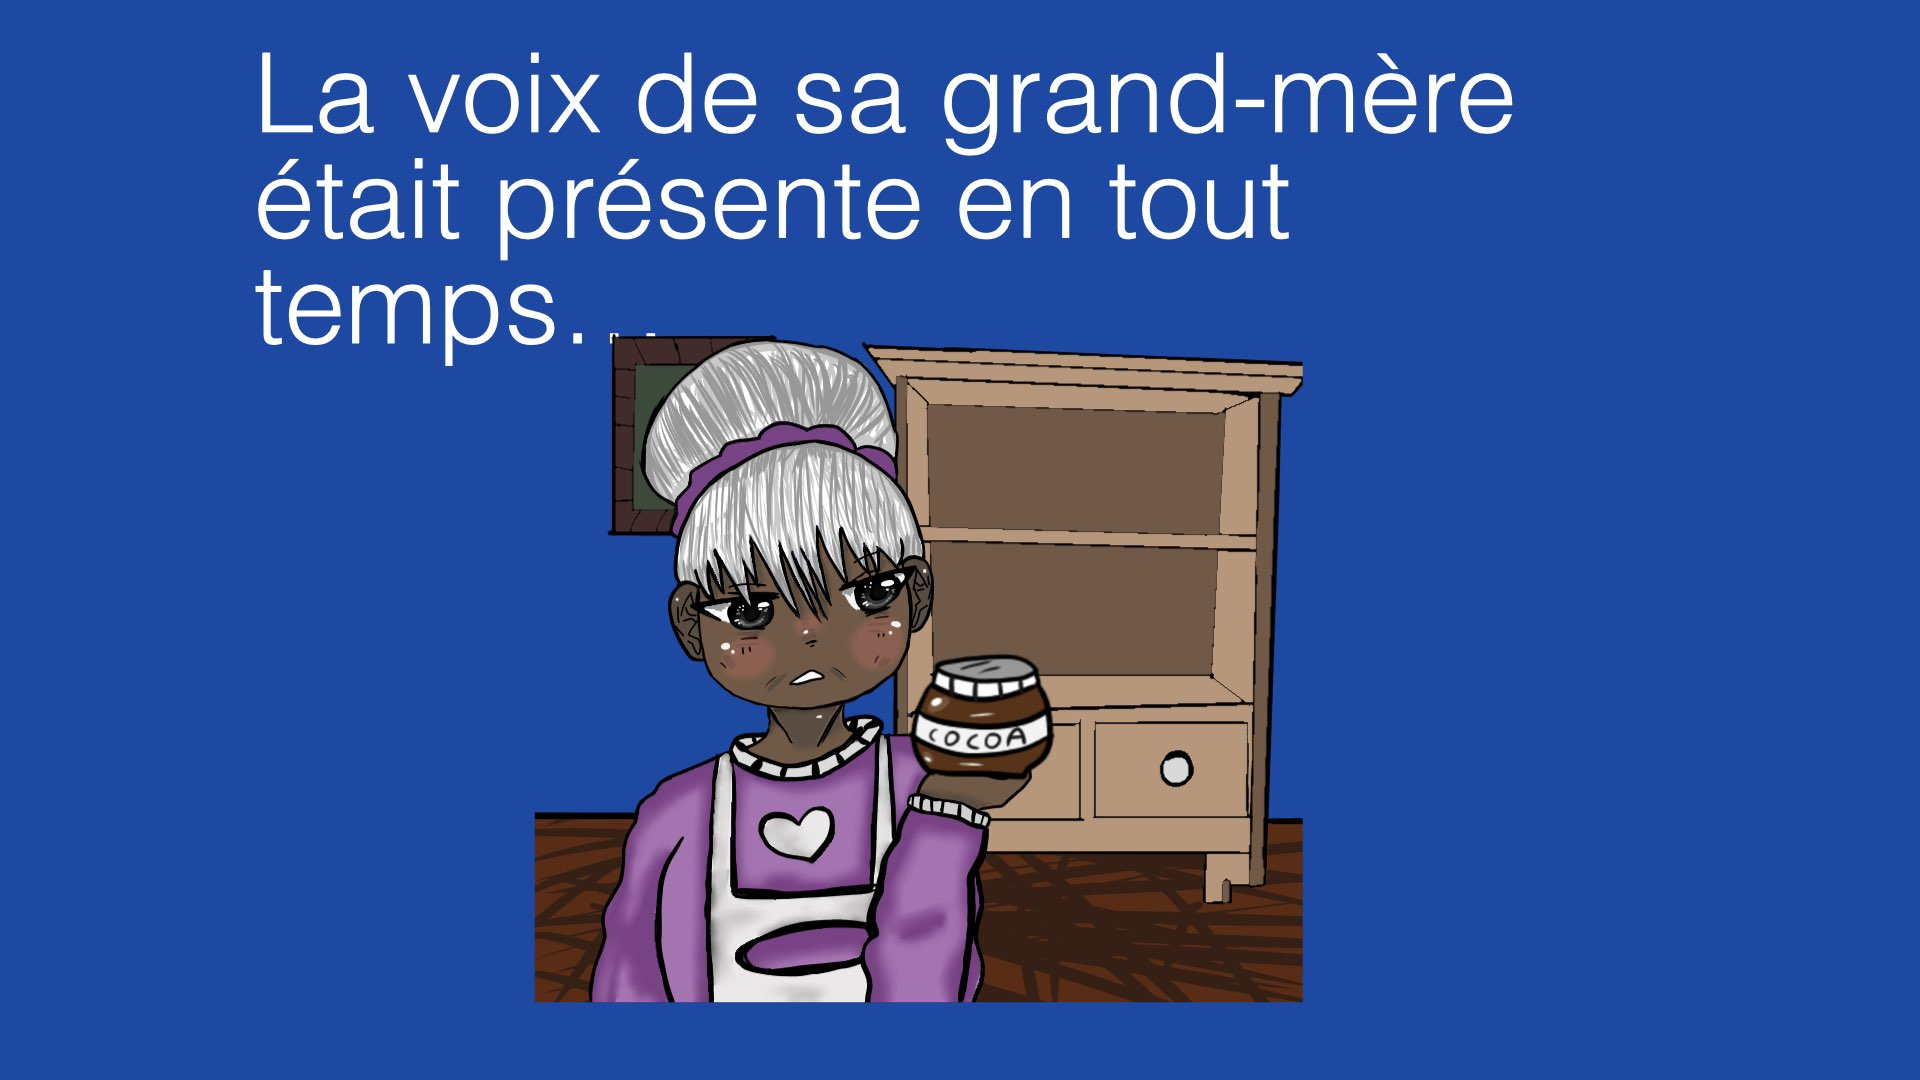 La voix de sa grand-mère
était présente en tout
temps...
COCOA